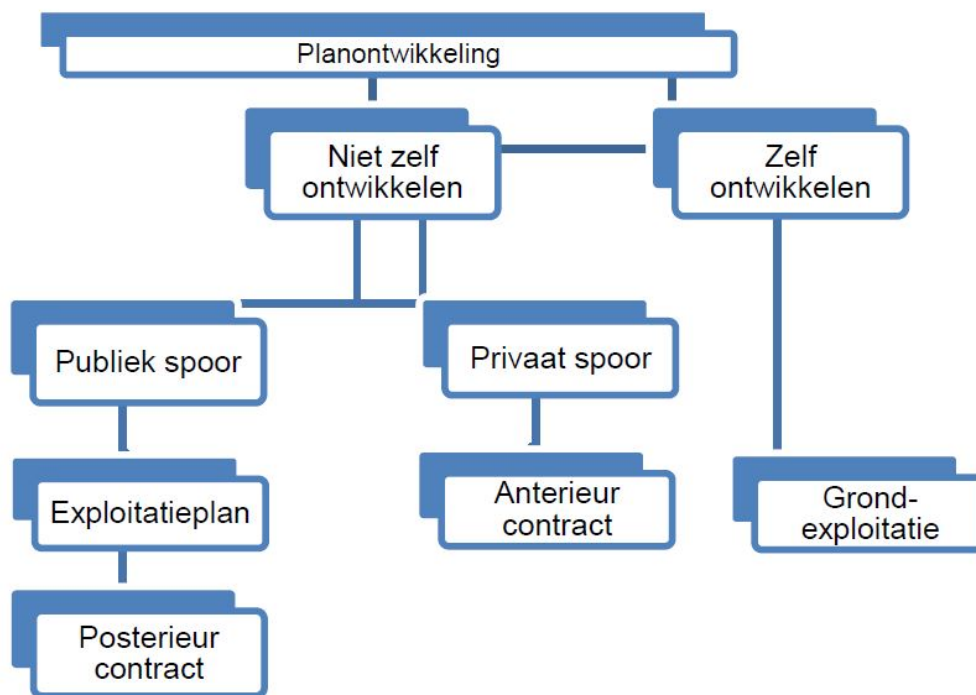 Planontwikkeling
Niet zelf
ontwikkelen
Zelf
ontwikkelen
Publiek spoor
Privaat spoor
Exploitatieplan
Anterieur
contract
Grond-
exploitatie
Posterieur
contract